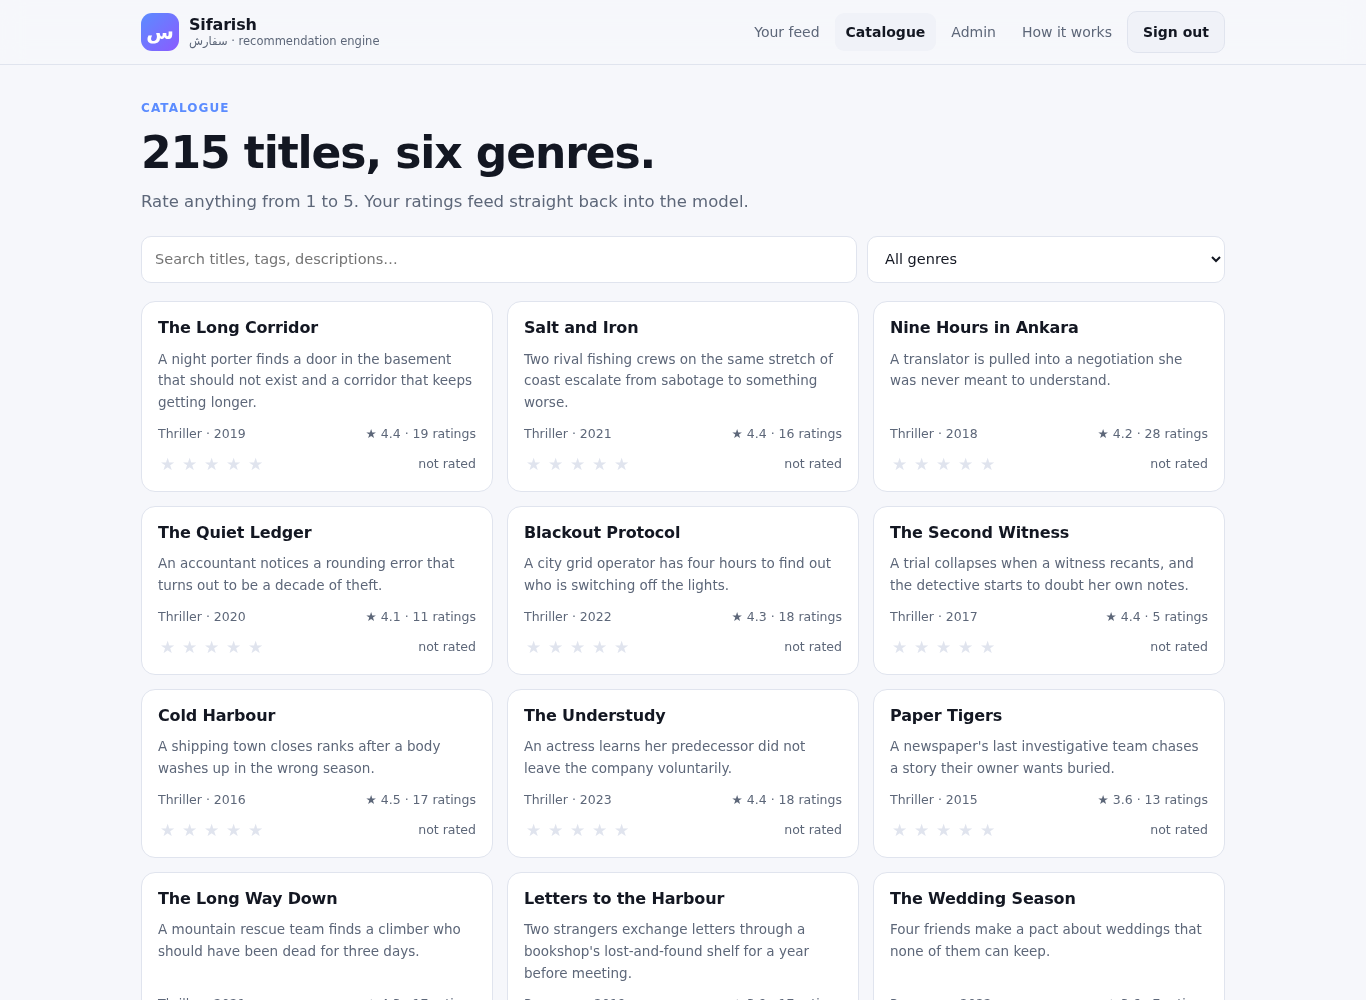 س
Sifarish
سفارش · recommendation engine
Your feed
Catalogue
Admin
How it works
Sign out
CATALOGUE
215 titles, six genres.
Rate anything from 1 to 5. Your ratings feed straight back into the model.
Search titles, tags, descriptions…
All genres
The Long Corridor
A night porter finds a door in the basement
that should not exist and a corridor that keeps
getting longer.
Thriller · 2019
★ 4.4 · 19 ratings
★ ★ ★ ★ ★
not rated
Salt and Iron
Two rival fishing crews on the same stretch of
coast escalate from sabotage to something
worse.
Thriller · 2021
★ 4.4 · 16 ratings
★ ★ ★ ★ ★
not rated
Nine Hours in Ankara
A translator is pulled into a negotiation she
was never meant to understand.
Thriller · 2018
★ 4.2 · 28 ratings
★ ★ ★ ★ ★
not rated
The Quiet Ledger
An accountant notices a rounding error that
turns out to be a decade of theft.
Thriller · 2020
★ 4.1 · 11 ratings
★ ★ ★ ★ ★
not rated
Blackout Protocol
A city grid operator has four hours to find out
who is switching off the lights.
Thriller · 2022
★ 4.3 · 18 ratings
★ ★ ★ ★ ★
not rated
The Second Witness
A trial collapses when a witness recants, and
the detective starts to doubt her own notes.
Thriller · 2017
★ 4.4 · 5 ratings
★ ★ ★ ★ ★
not rated
Cold Harbour
A shipping town closes ranks after a body
washes up in the wrong season.
Thriller · 2016
★ 4.5 · 17 ratings
★ ★ ★ ★ ★
not rated
The Understudy
An actress learns her predecessor did not
leave the company voluntarily.
Thriller · 2023
★ 4.4 · 18 ratings
★ ★ ★ ★ ★
not rated
Paper Tigers
A newspaper's last investigative team chases
a story their owner wants buried.
Thriller · 2015
★ 3.6 · 13 ratings
★ ★ ★ ★ ★
not rated
The Long Way Down
A mountain rescue team finds a climber who
should have been dead for three days.
Letters to the Harbour
Two strangers exchange letters through a
bookshop's lost-and-found shelf for a year
before meeting.
The Wedding Season
Four friends make a pact about weddings that
none of them can keep.